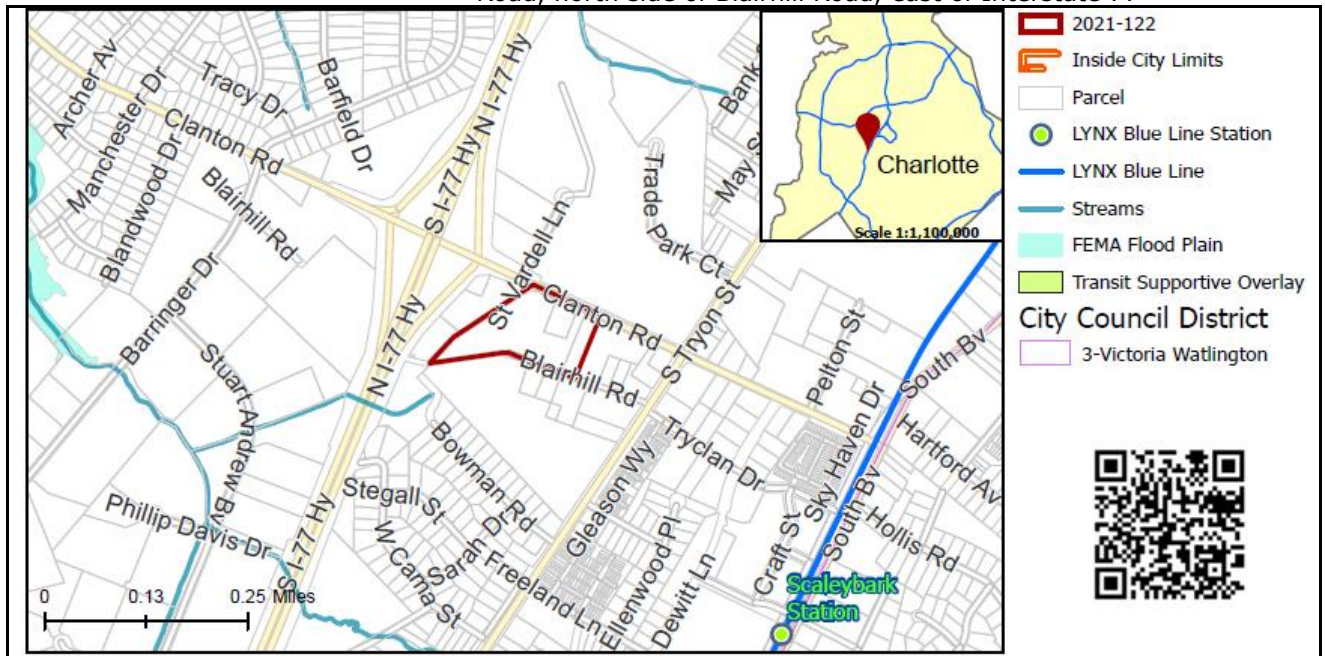 Road, north side of Blairhill Road, East of Interstate 77
2021-122
Inside City Limits
Parcel
LYNX Blue Line Station
LYNX Blue Line
Streams
FEMA Flood Plain
Transit Supportive Overlay
City Council District
3-Victoria Watlington
Charlotte
Scale 1:1,100,000
Archer Av
Manchester Dr
Tracy Dr
Barfield Dr
Clanton Rd
Blandwood Dr
Blairhill Rd
Barringer Dr
S I-77 Hy
N I-77 Hy
St Vardell Ln
Trade Park Ct
May S
Bank
Clanton Rd
Blairhill Rd
S Tryon St
N I-77 Hy
Stuart Andrew Bv
Pelton St
South Bv
Sky Haven Dr
Hartford Av
Tryclan Dr
Gleason Wy
Bowman Rd
Stegall St
Phillip Davis Dr
S I-77 Hy
W Cama St
Sarah Dr
Freeland Ln
Ellenwood Pl
Dewitt Ln
Craft St
South Bv
Hollis Rd
Scaleybark
Station
0 0.13 0.25 Miles